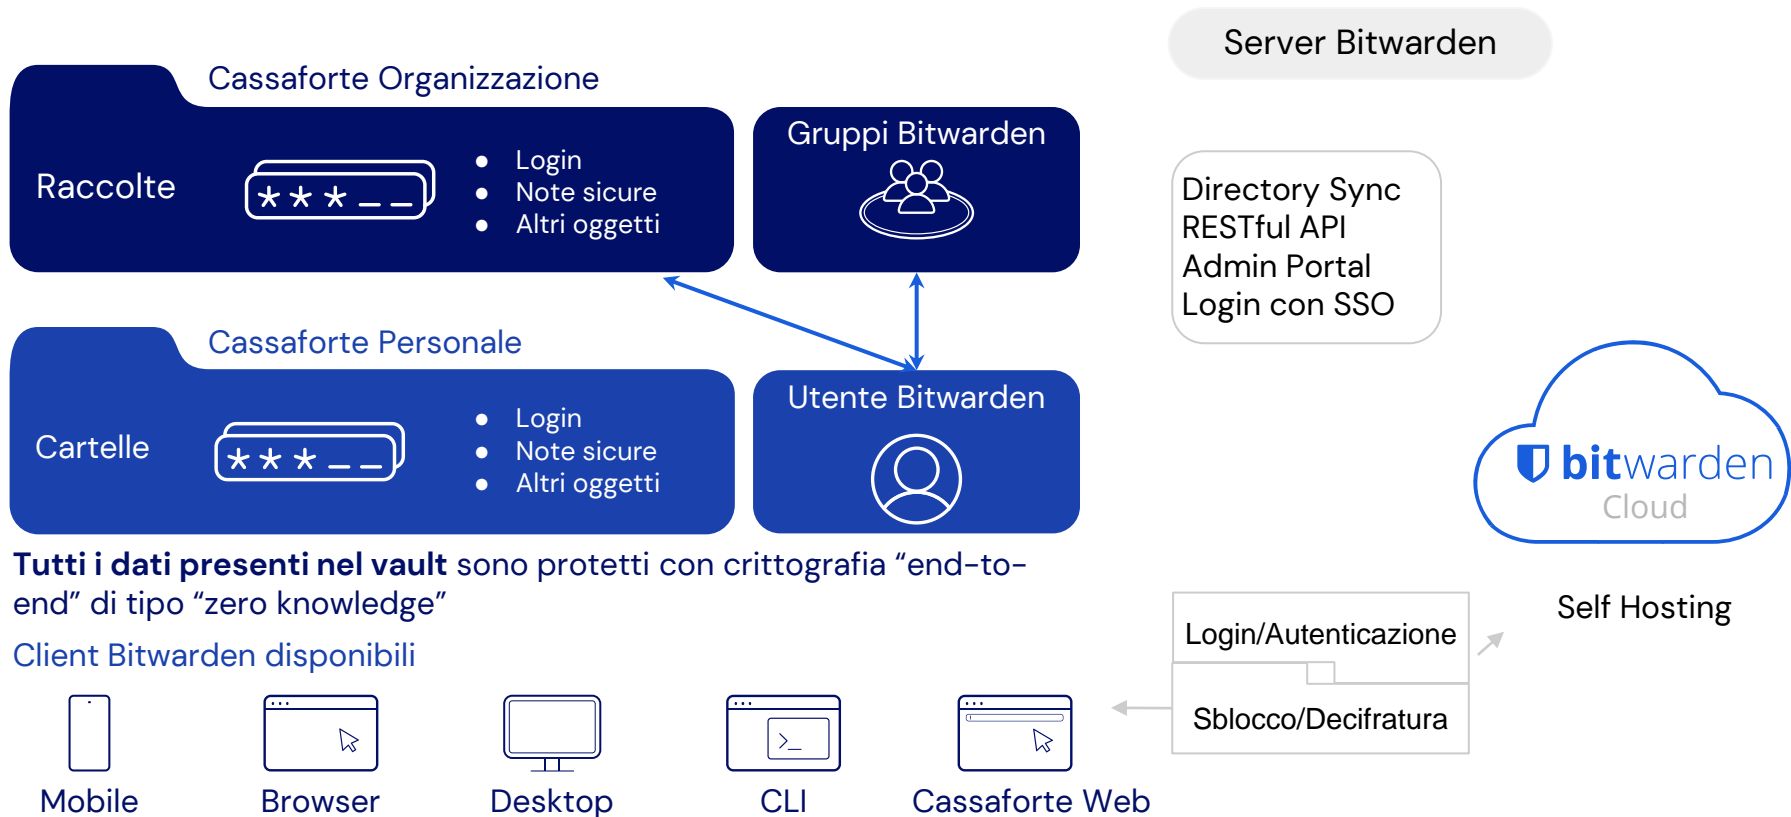 Server Bitwarden
Cassaforte Organizzazione
Raccolte
***__
● Login
● Note sicure
● Altri oggetti
Gruppi Bitwarden
Directory Sync
RESTful API
Admin Portal
Login con SSO
Cassaforte Personale
Cartelle
***__
● Login
● Note sicure
● Altri oggetti
Utente Bitwarden
bitwarden
Cloud
Self Hosting
Tutti i dati presenti nel vault sono protetti con crittografia “end-to-
end” di tipo “zero knowledge”
Login/Autenticazione
Sblocco/Decifratura
Client Bitwarden disponibili
>_
Mobile
Browser
Desktop
CLI
Cassaforte Web